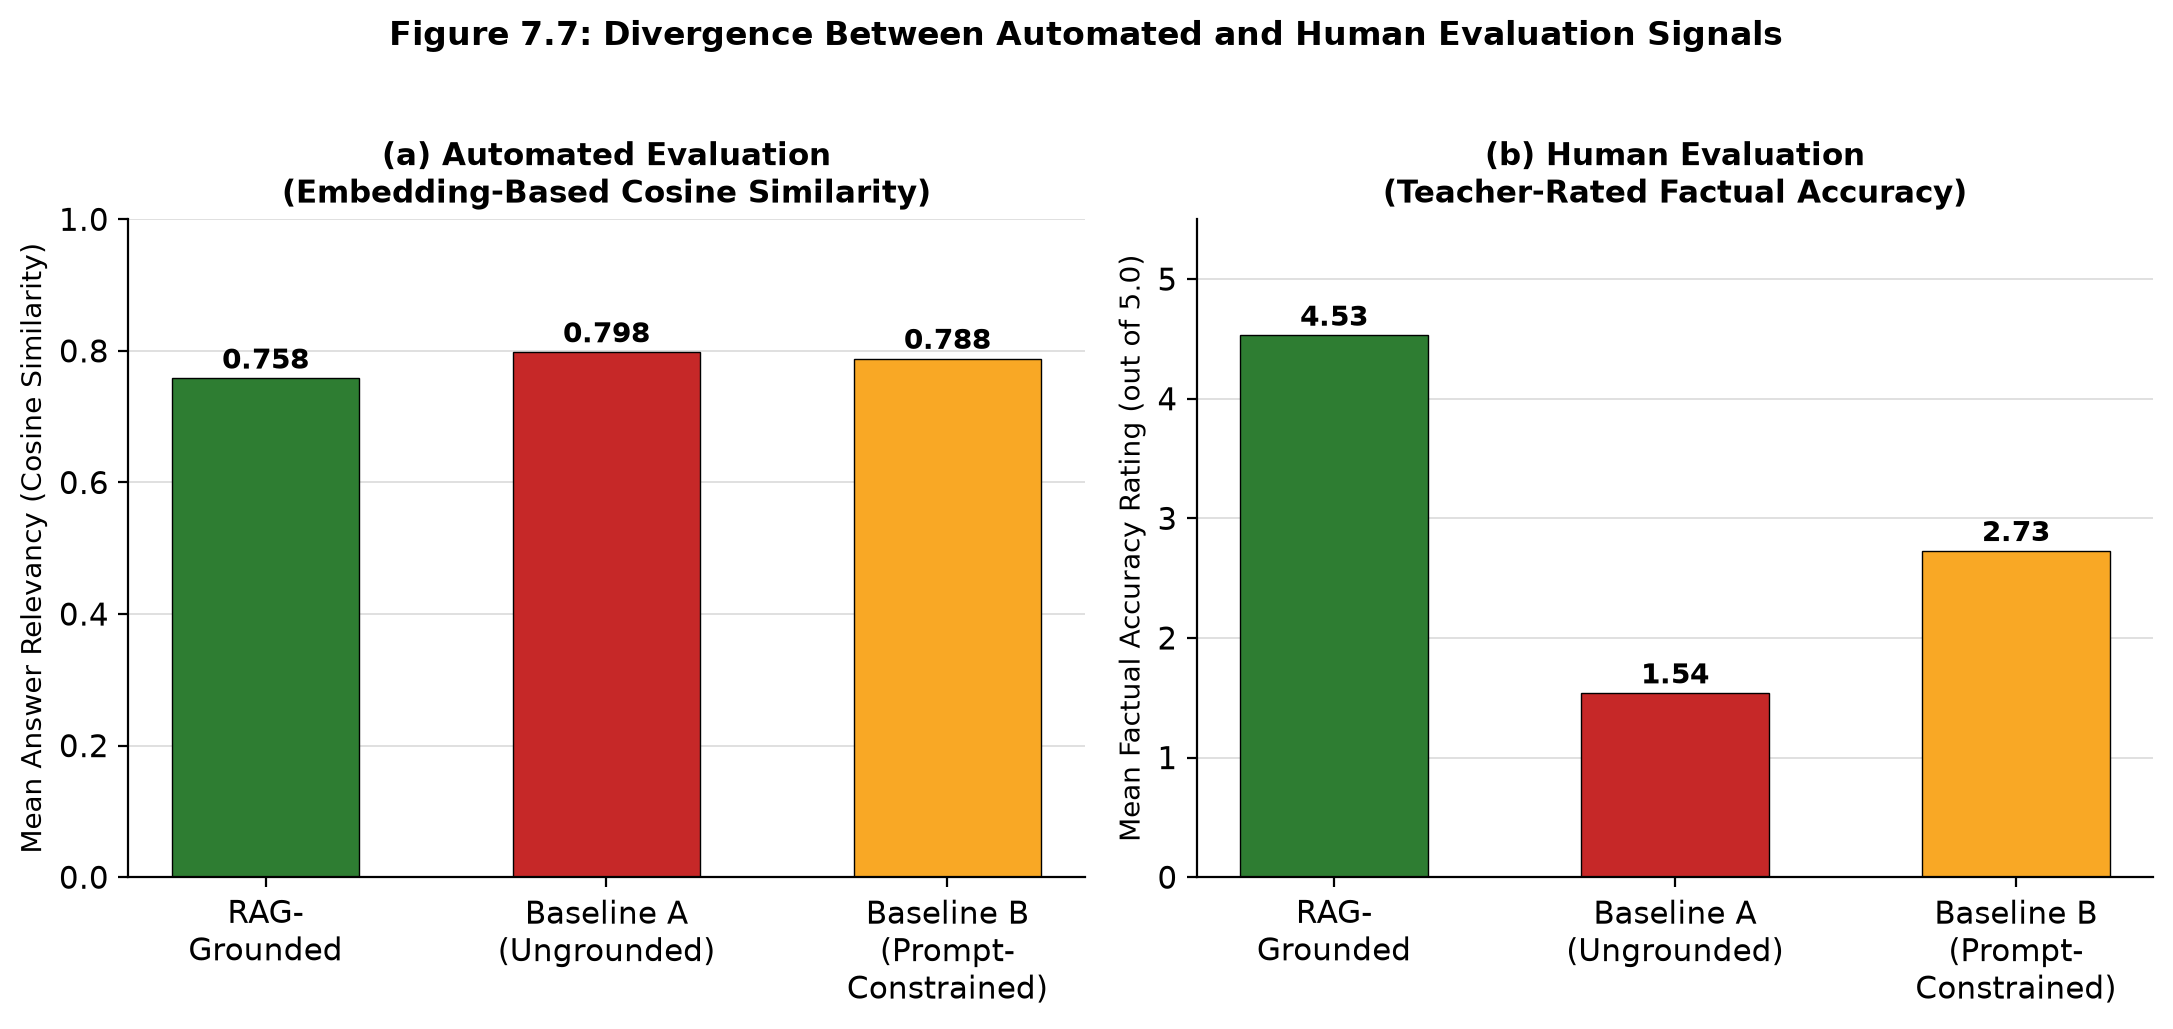 Figure 7.7: Divergence Between Automated and Human Evaluation Signals
(a) Automated Evaluation
(Embedding-Based Cosine Similarity)
Mean Answer Relevancy (Cosine Similarity)
1.0
0.8
0.6
0.4
0.2
0.0
0.758
0.798
0.788
RAG-
Grounded
Baseline A
(Ungrounded)
Baseline B
(Prompt-
Constrained)
(b) Human Evaluation
(Teacher-Rated Factual Accuracy)
Mean Factual Accuracy Rating (out of 5.0)
5
4
3
2
1
0
4.53
1.54
2.73
RAG-
Grounded
Baseline A
(Ungrounded)
Baseline B
(Prompt-
Constrained)